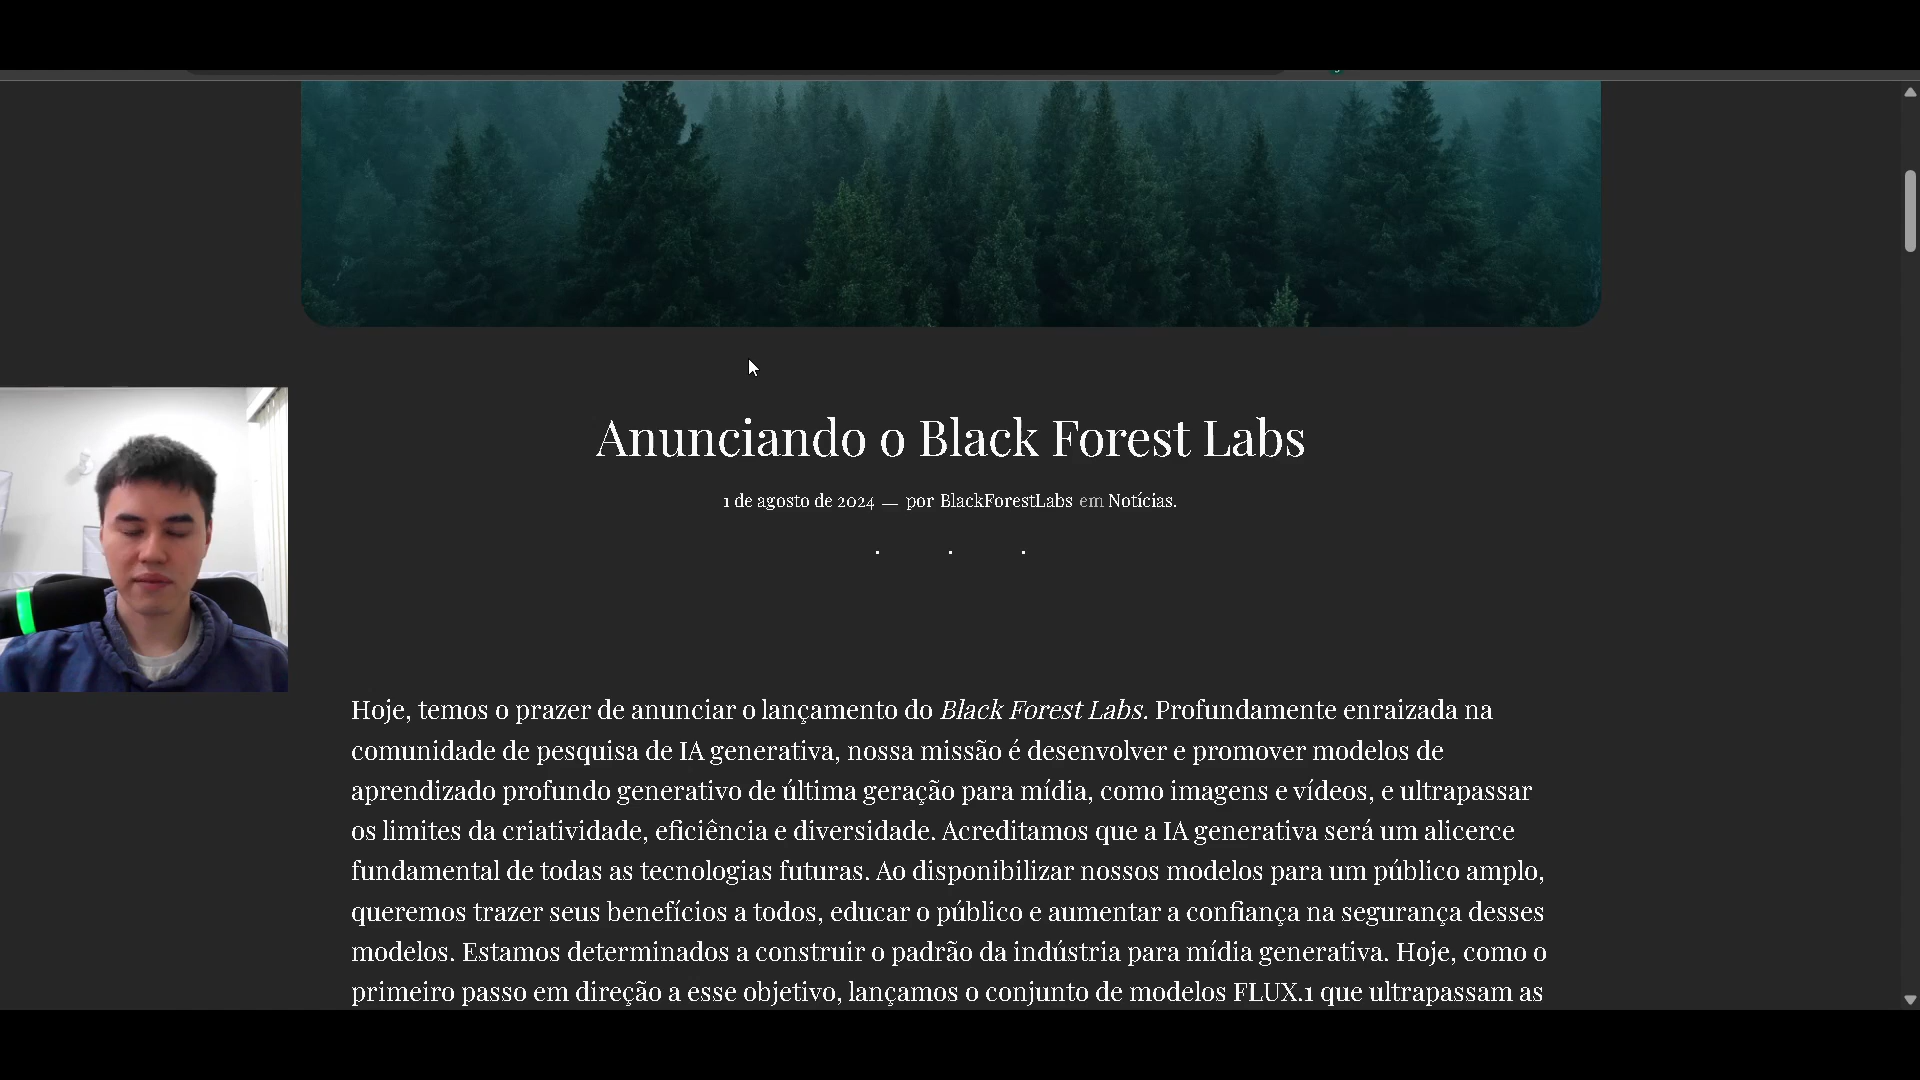 Anunciando o Black Forest Labs
1 de agosto de 2024 — por BlackForestLabs em Notícias.
Hoje, temos o prazer de anunciar o lançamento do Black Forest Labs. Profundamente enraizada na
comunidade de pesquisa de IA generativa, nossa missão é desenvolver e promover modelos de
aprendizado profundo generativo de última geração para mídia, como imagens e vídeos, e ultrapassar
os limites da criatividade, eficiência e diversidade. Acreditamos que a IA generativa será um alicerce
fundamental de todas as tecnologias futuras. Ao disponibilizar nossos modelos para um público amplo,
queremos trazer seus benefícios a todos, educar o público e aumentar a confiança na segurança desses
modelos. Estamos determinados a construir o padrão da indústria para mídia generativa. Hoje, como o
primeiro passo em direção a esse objetivo, lançamos o conjunto de modelos FLUX.1 que ultrapassam as